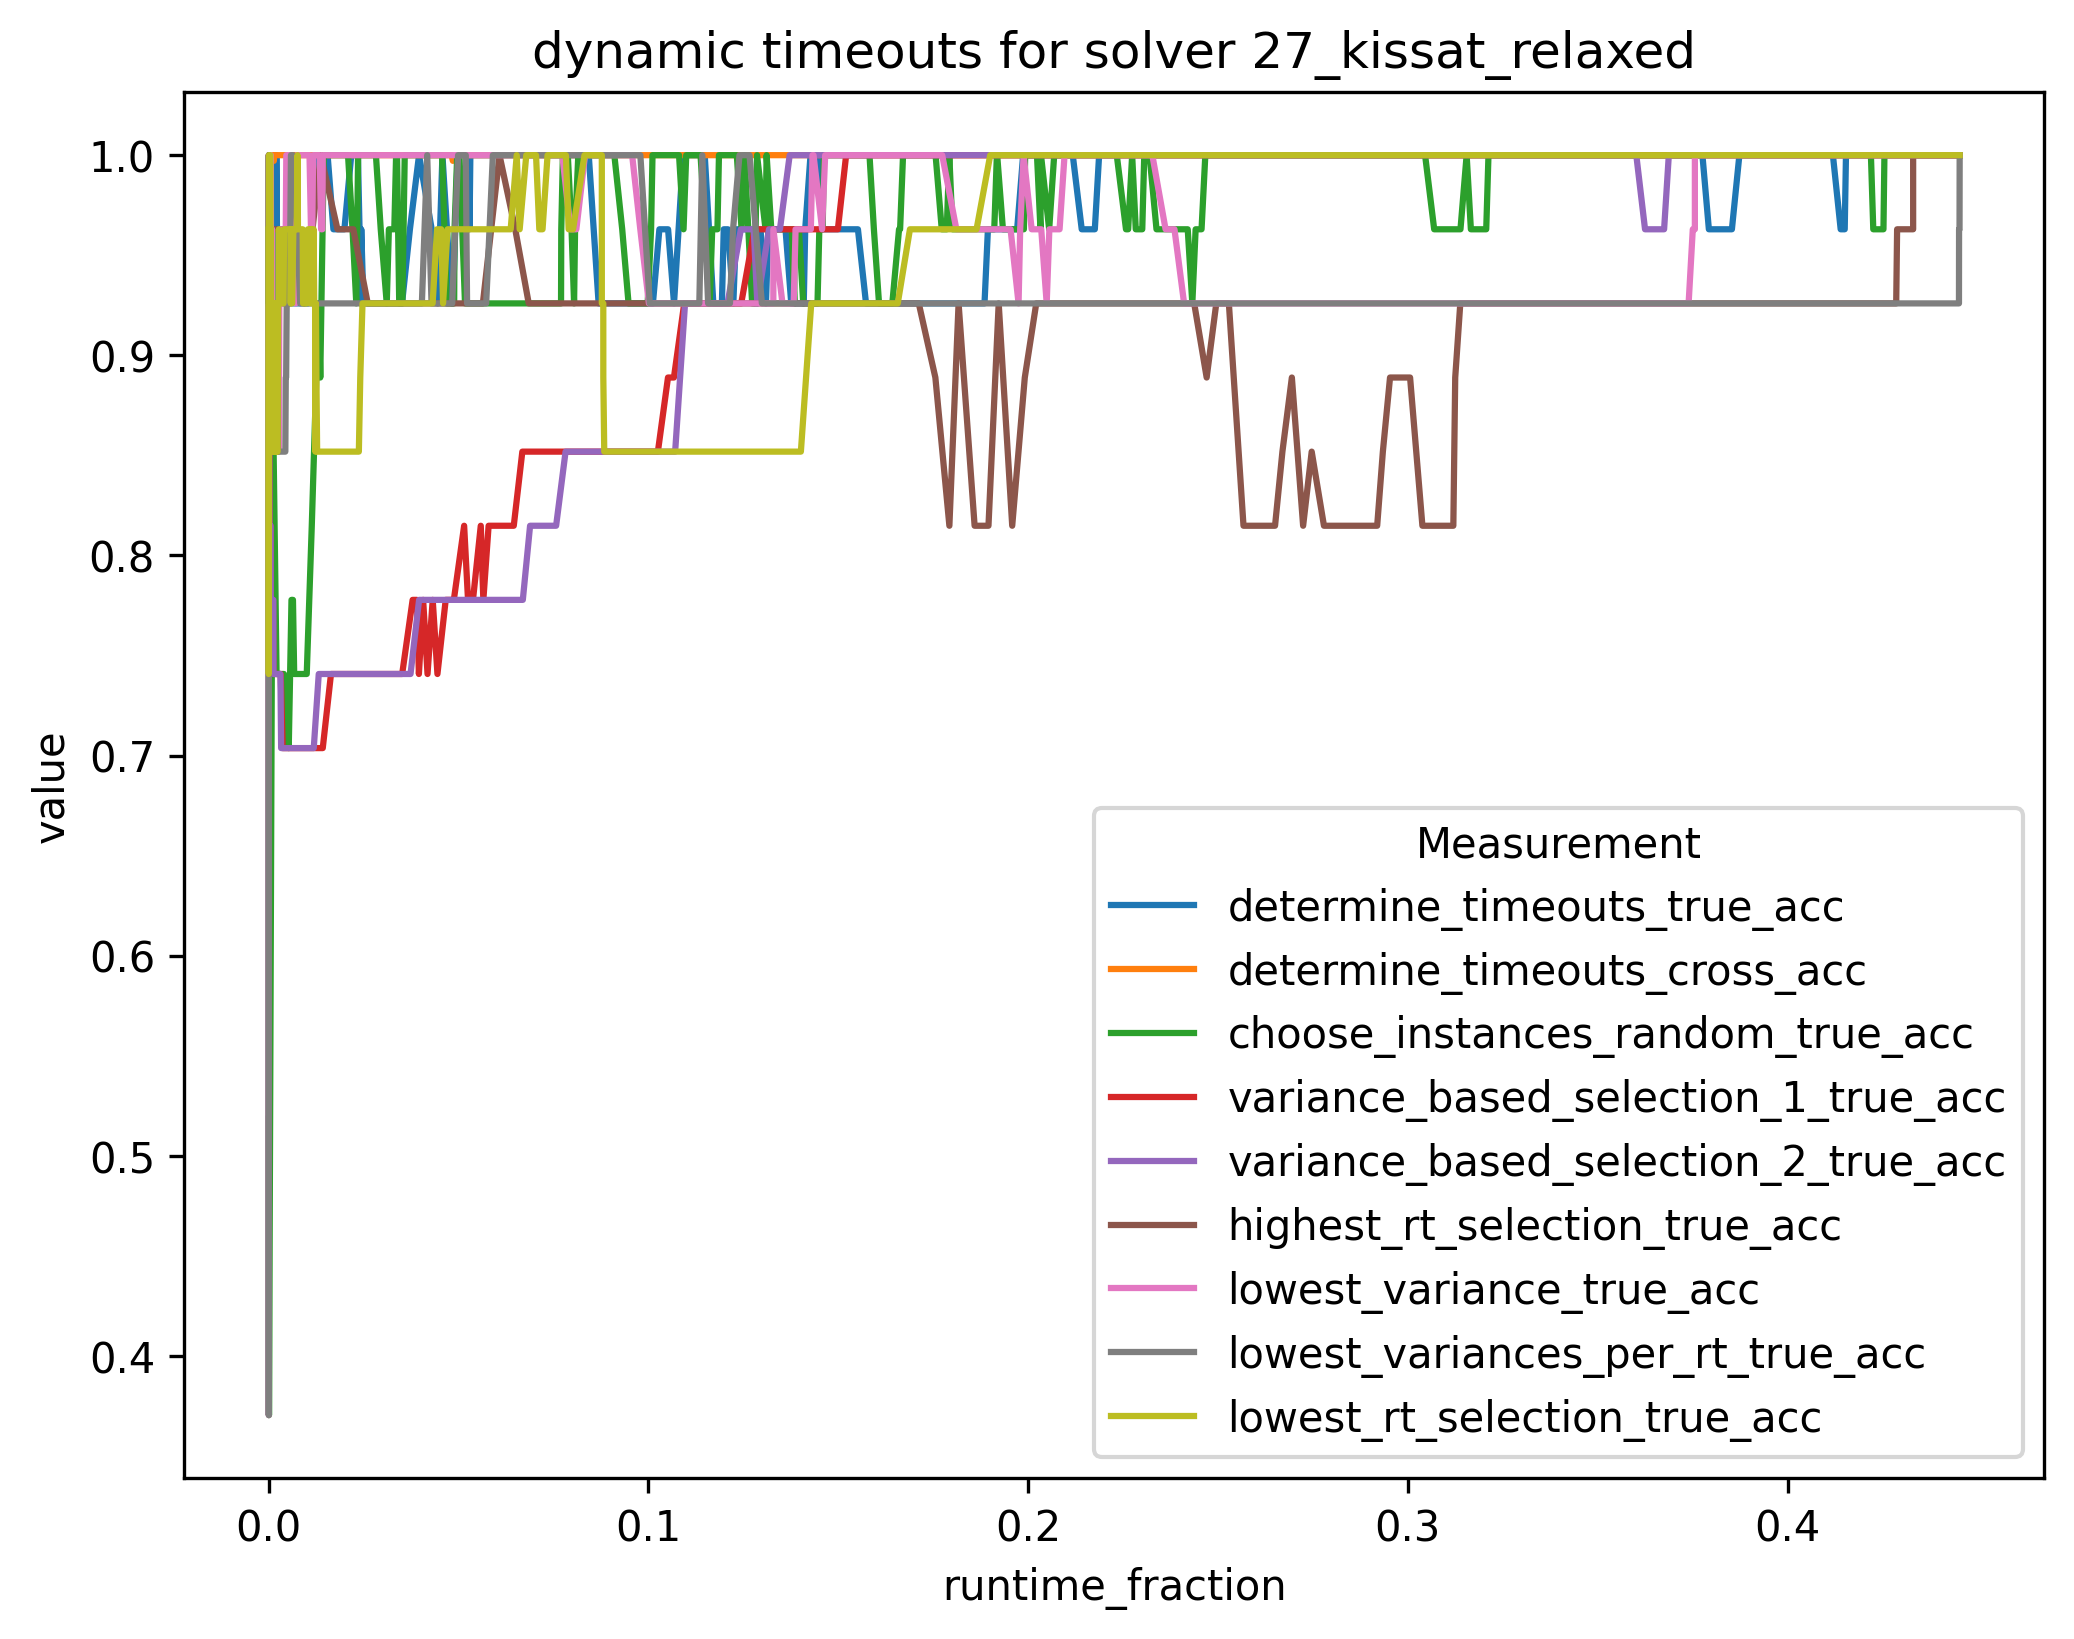 dynamic timeouts for solver 27_kissat_relaxed
1.0
0.9
0.8
0.7
0.6
0.5
0.4
value
0.0 0.1 0.2 0.3 0.4
runtime_fraction
Measurement
determine_timeouts_true_acc
determine_timeouts_cross_acc
choose_instances_random_true_acc
variance_based_selection_1_true_acc
variance_based_selection_2_true_acc
highest_rt_selection_true_acc
lowest_variance_true_acc
lowest_variances_per_rt_true_acc
lowest_rt_selection_true_acc